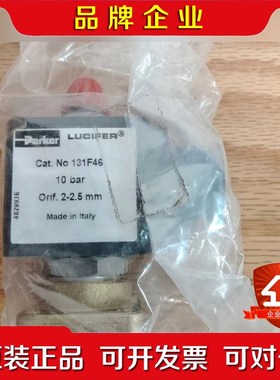 品牌企业
Parker LUCIFER®
Cat. No 131F46
10 bar
Orif. 2-2.5 mm
Made in Italy
482993E
装正品 可开发票 可对